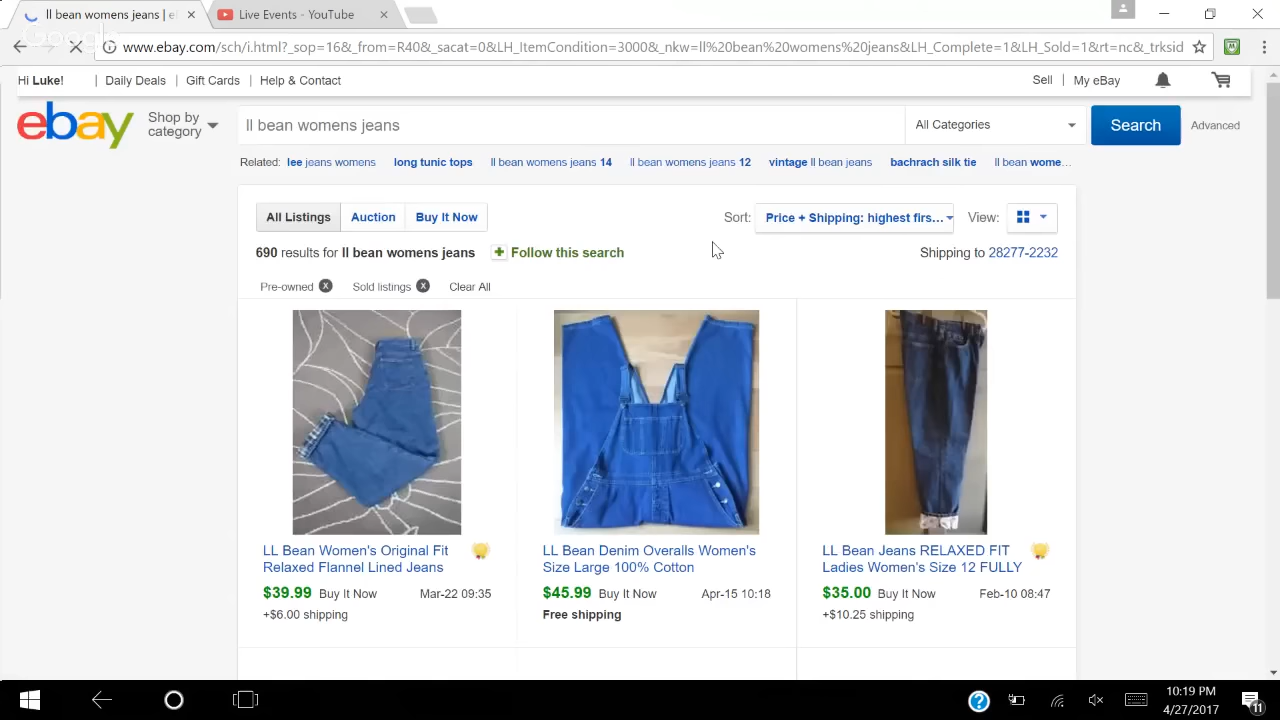 ll bean womens jeans | el
Live Events - YouTube
Google
www.ebay.com/sch/i.html?_sop=16&_from=R40&_sacat=0&LH_ItemCondition=3000&_nkw=ll%20bean%20womens%20jeans&LH_Complete=1&LH_Sold=1&rt=nc&_trksid
Hi Luke!
Daily Deals
Gift Cards
Help & Contact
Sell
My eBay
ebay
Shop by
category
ll bean womens jeans
All Categories
Search
Advanced
Related: lee jeans womens long tunic tops ll bean womens jeans 14 ll bean womens jeans 12 vintage ll bean jeans bachrach silk tie ll bean wome...
All Listings
Auction
Buy It Now
Sort: Price + Shipping: highest firs...
View:
690 results for ll bean womens jeans
Follow this search
Shipping to 28277-2232
Pre-owned
Sold listings
Clear All
LL Bean Women's Original Fit
Relaxed Flannel Lined Jeans
$39.99 Buy It Now Mar-22 09:35
+$6.00 shipping
LL Bean Denim Overalls Women's
Size Large 100% Cotton
$45.99 Buy It Now Apr-15 10:18
Free shipping
LL Bean Jeans RELAXED FIT
Ladies Women's Size 12 FULLY
$35.00 Buy It Now Feb-10 08:47
+$10.25 shipping
10:19 PM
4/27/2017
11